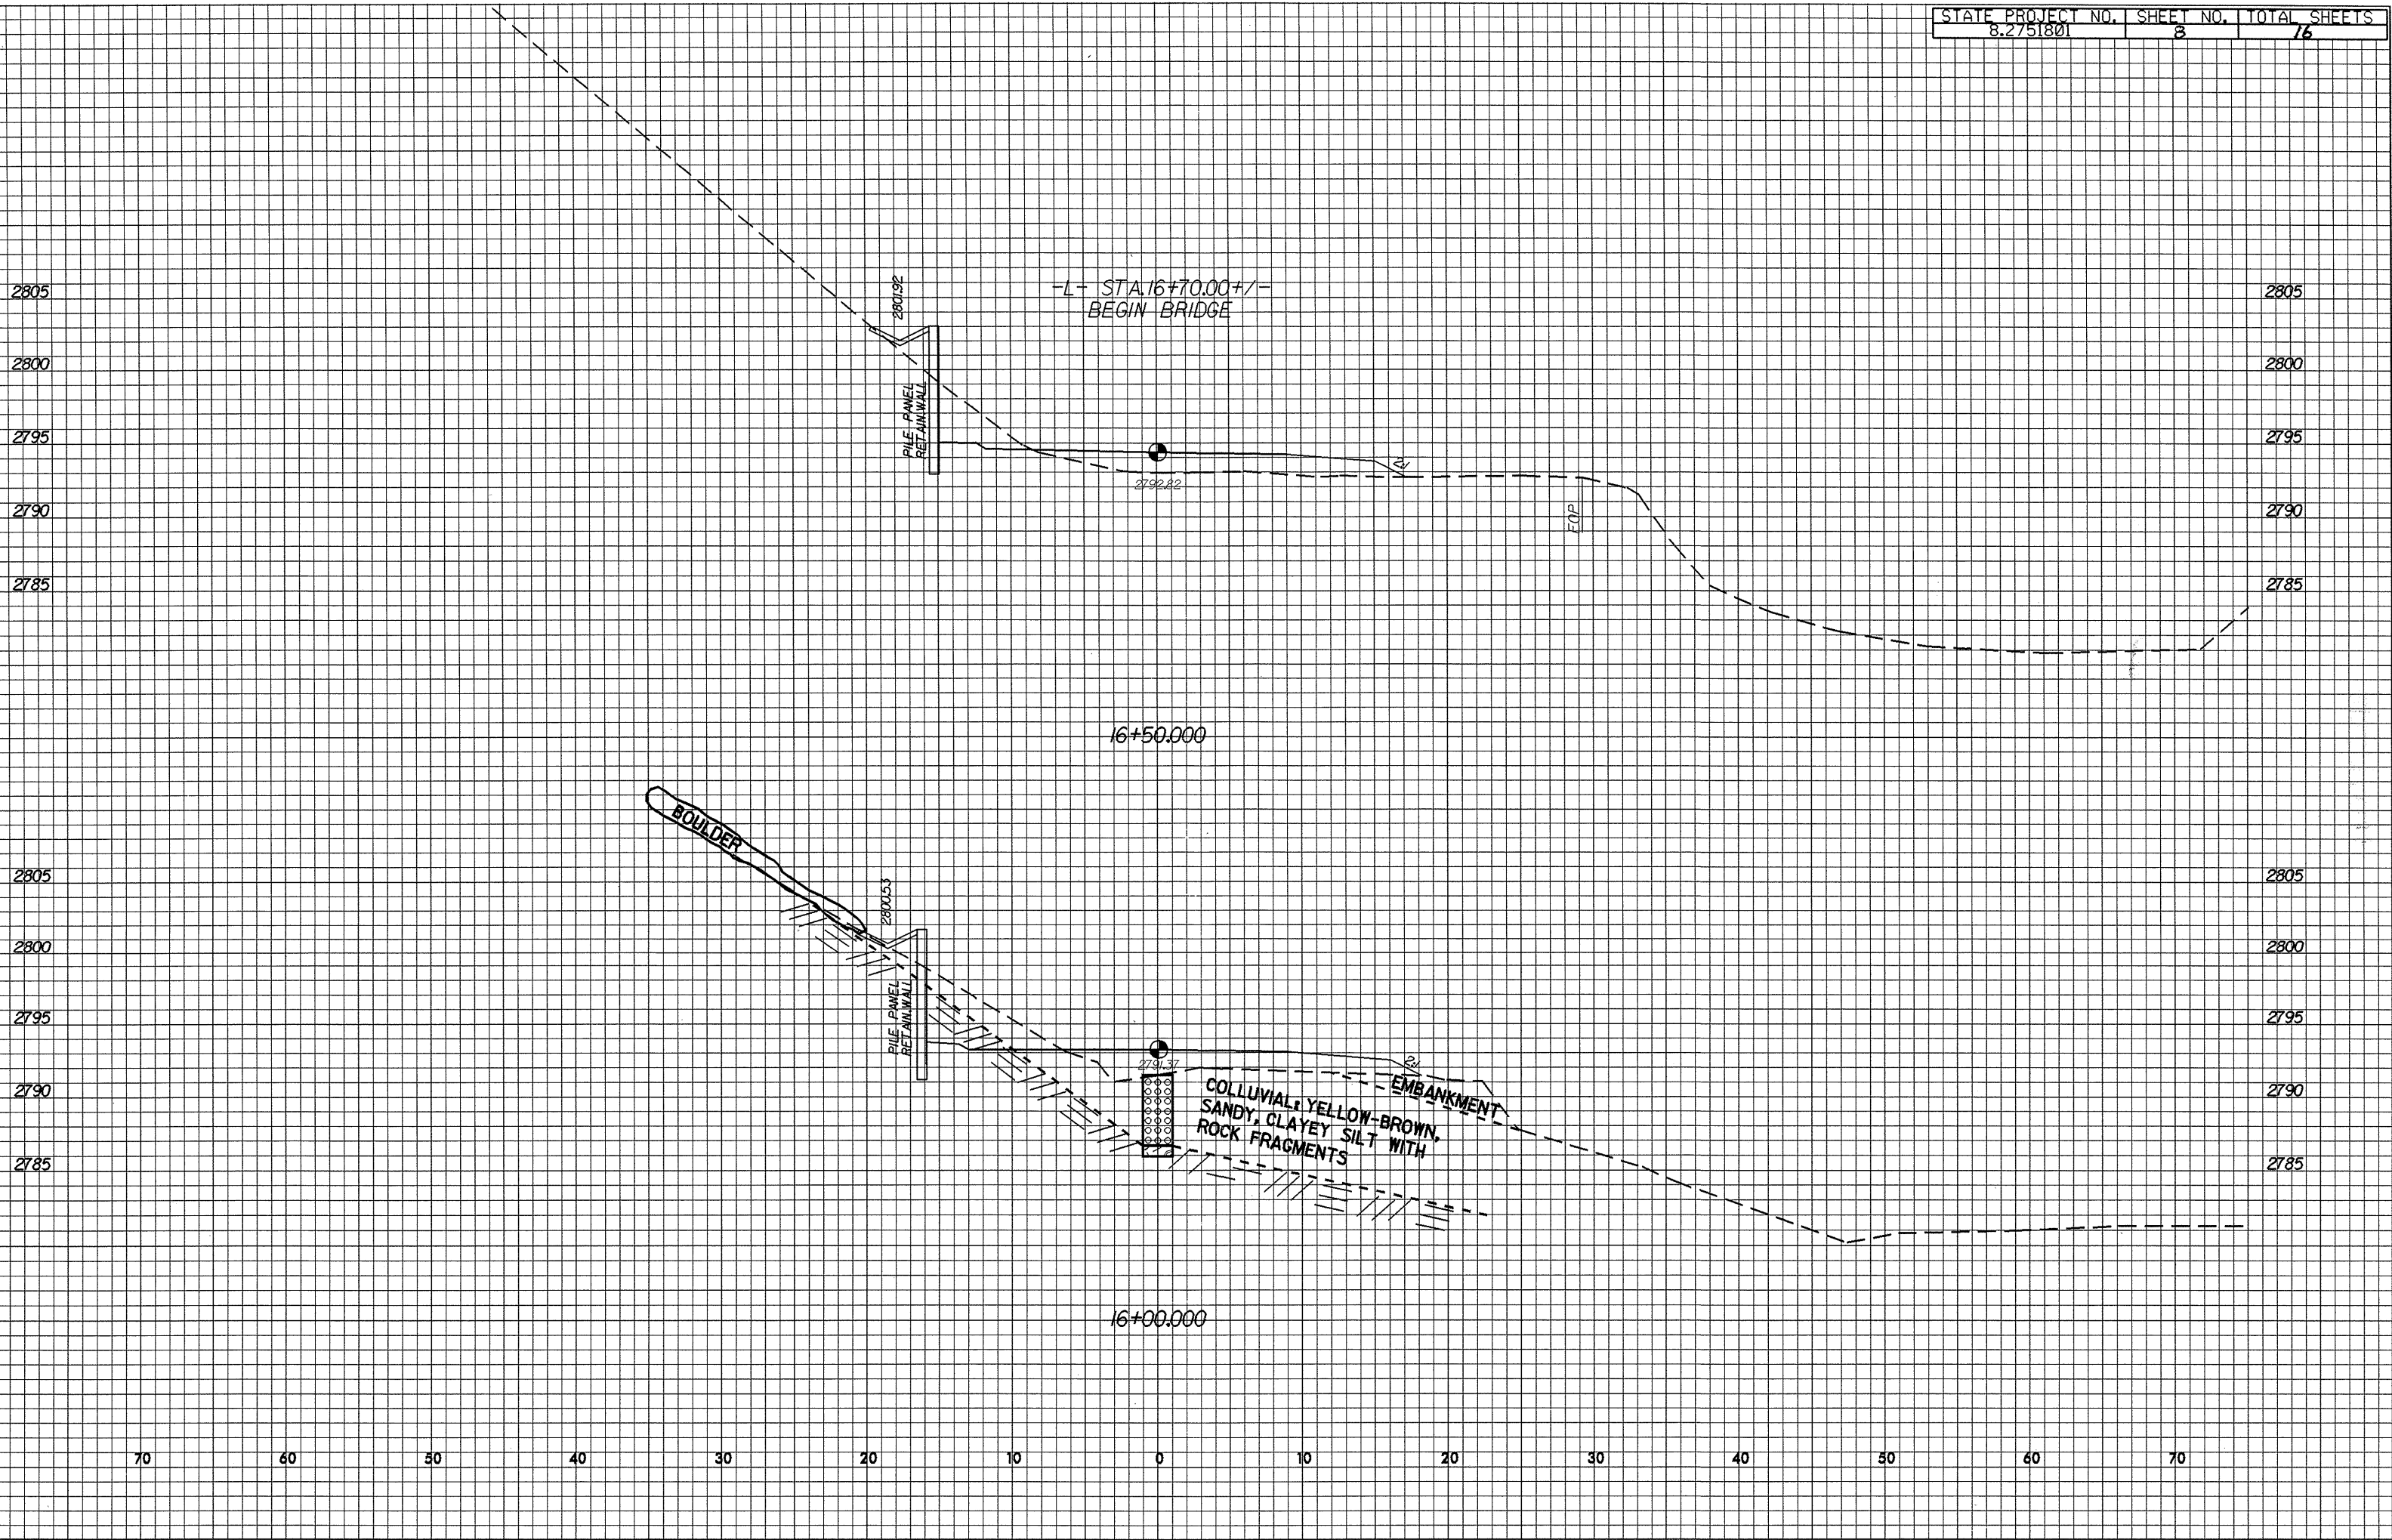 STATE PROJECT NO. SHEET NO. TOTAL SHEETS
8.2751801 8 16
-L- STA.16+70.00+/-
BEGIN BRIDGE
2801.92
2805 2805
2800 2800
PILE PANEL
RETAIN.WALL
2795 2795
2:1
2792.82
2790 2790
EOP
2785 2785
16+50.000
BOULDER
2805 2805
2800.53
2800 2800
PILE PANEL
RETAIN.WALL
2795 2795
2:1
2791.37
2790 2790
EMBANKMENT
COLLUVIAL: YELLOW-BROWN,
SANDY, CLAYEY SILT WITH
ROCK FRAGMENTS
2785 2785
16+00.000
70 60 50 40 30 20 10 0 10 20 30 40 50 60 70